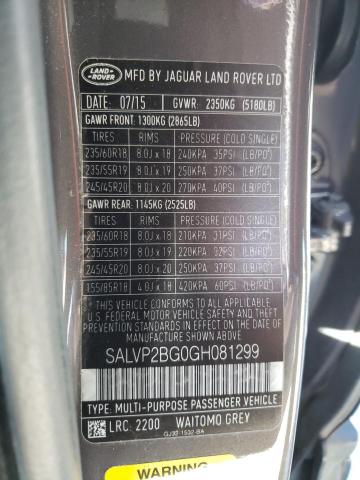 LAND-ROVER
MFD BY JAGUAR LAND ROVER LTD
DATE: 07/15 GVWR: 2350KG (5180LB)
GAWR FRONT: 1300KG (2865LB)
TIRES RIMS PRESSURE (COLD SINGLE)
235/60R18 8.0J x 18 240KPA 35PSI (LB/PO²)
235/55R19 8.0J x 19 250KPA 37PSI (LB/PO²)
245/45R20 8.0J x 20 270KPA 40PSI (LB/PO²)
GAWR REAR: 1145KG (2525LB)
TIRES RIMS PRESSURE (COLD SINGLE)
235/60R18 8.0J x 18 210KPA 31PSI (LB/PO²)
235/55R19 8.0J x 19 220KPA 32PSI (LB/PO²)
245/45R20 8.0J x 20 250KPA 37PSI (LB/PO²)
155/85R18 4.0J x 18 420KPA 60PSI (LB/PO²)
THIS VEHICLE CONFORMS TO ALL APPLICABLE
U.S. FEDERAL MOTOR VEHICLE SAFETY AND
BUMPER STANDARDS IN EFFECT ON THE DATE OF
MANUFACTURE SHOWN ABOVE
SALVP2BG0GH081299
TYPE: MULTI-PURPOSE PASSENGER VEHICLE
LRC: 2200 WAITOMO GREY
GJ32-1532-BA
WARNING